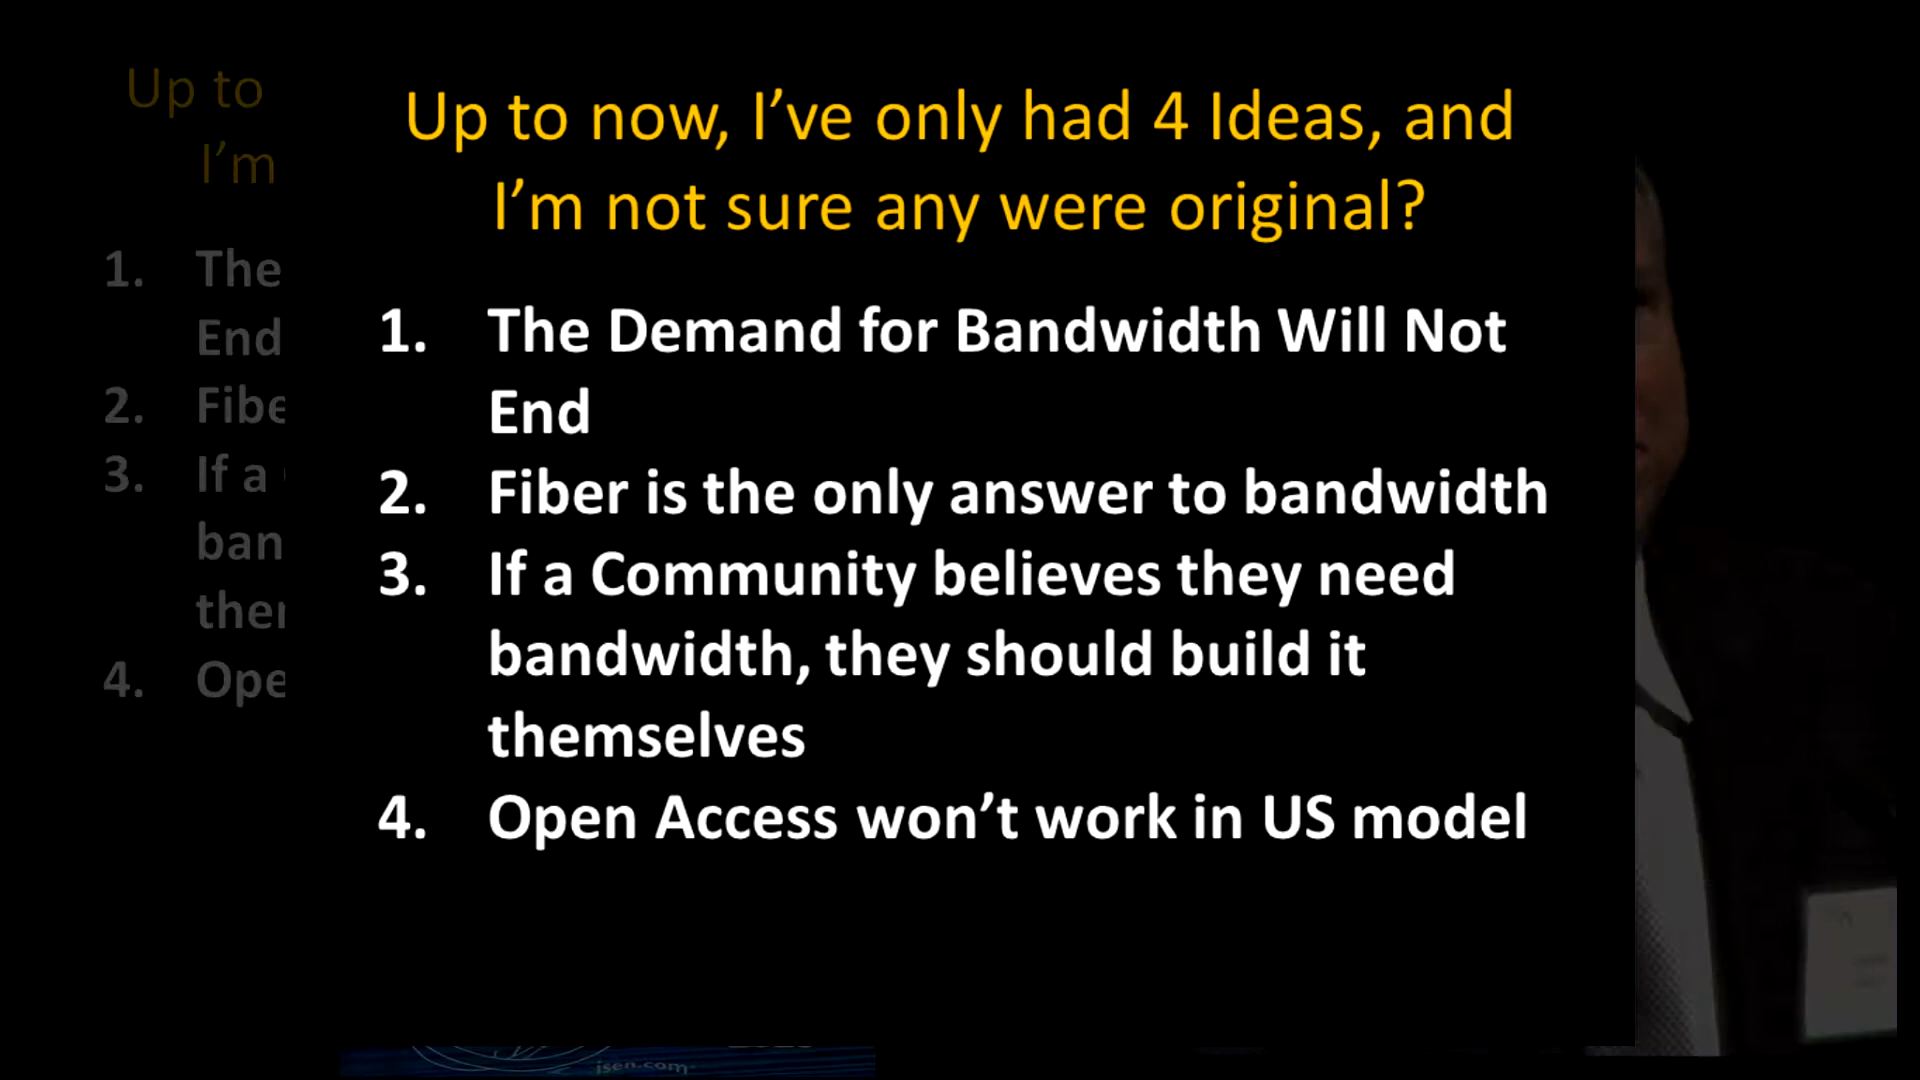 Up to now, I've only had 4 Ideas, and
I'm not sure any were original?
1. The Demand for Bandwidth Will Not
End
2. Fiber is the only answer to bandwidth
3. If a Community believes they need
bandwidth, they should build it
themselves
4. Open Access won't work in US model
Up to
I'm
1. The
End
2. Fibe
3. If a
ban
ther
4. Ope
isen.com